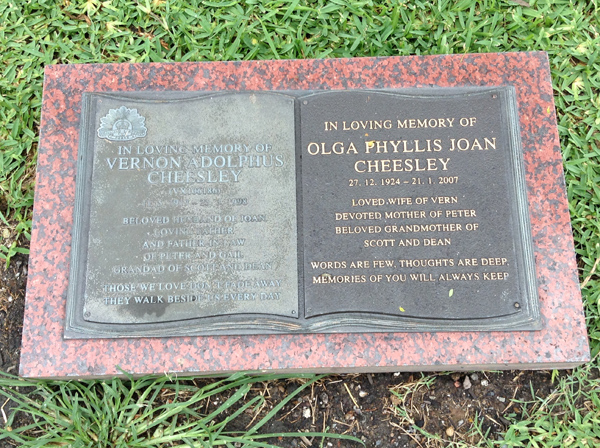 IN LOVING MEMORY OF
VERNON ADOLPHUS
CHEESLEY
BELOVED HUSBAND OF JOAN
LOVING FATHER
AND FATHER-IN-LAW
OF PETER AND GAIL
GRANDAD OF SCOTT AND DEAN
THOSE WE LOVE DON'T FADE AWAY
THEY WALK BESIDE US EVERY DAY
IN LOVING MEMORY OF
OLGA PHYLLIS JOAN
CHEESLEY
27. 12. 1924 – 21. 1. 2007
LOVED WIFE OF VERN
DEVOTED MOTHER OF PETER
BELOVED GRANDMOTHER OF
SCOTT AND DEAN
WORDS ARE FEW, THOUGHTS ARE DEEP,
MEMORIES OF YOU WILL ALWAYS KEEP